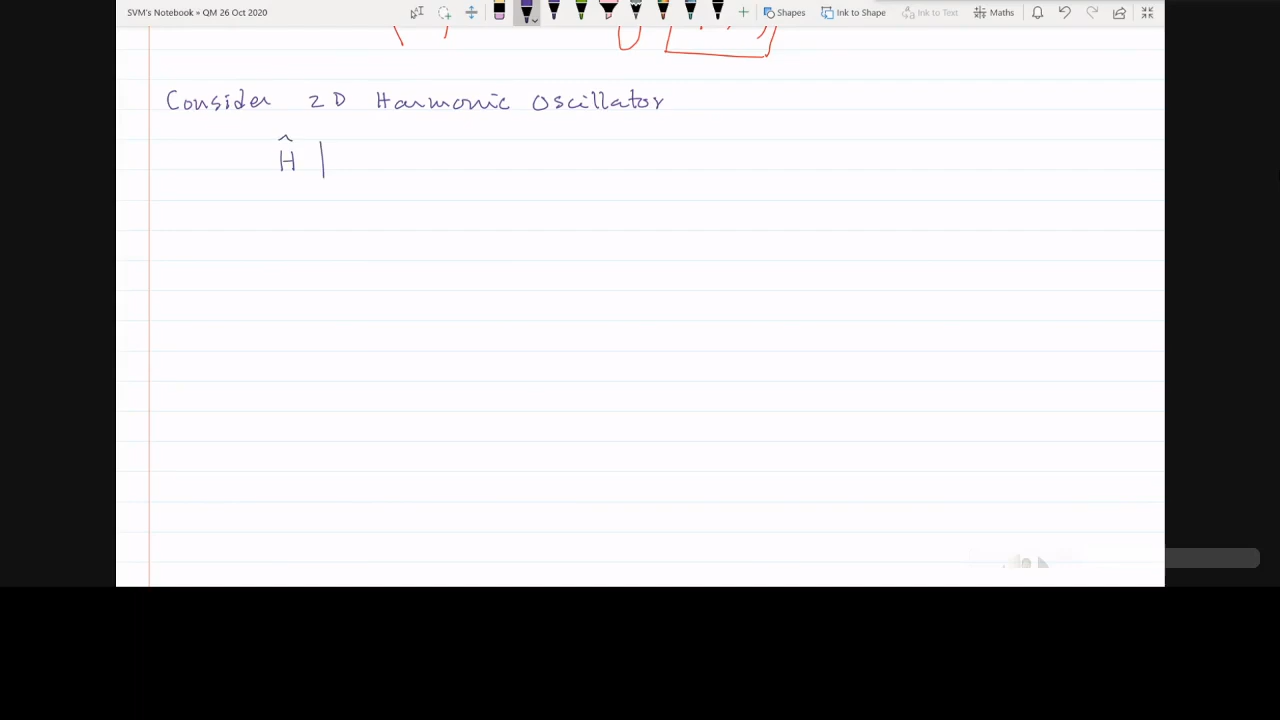 SVM's Notebook » QM 26 Oct 2020
Shapes
Ink to Shape
Ink to Text
Maths
Consider 2D Harmonic Oscillator
Ĥ |